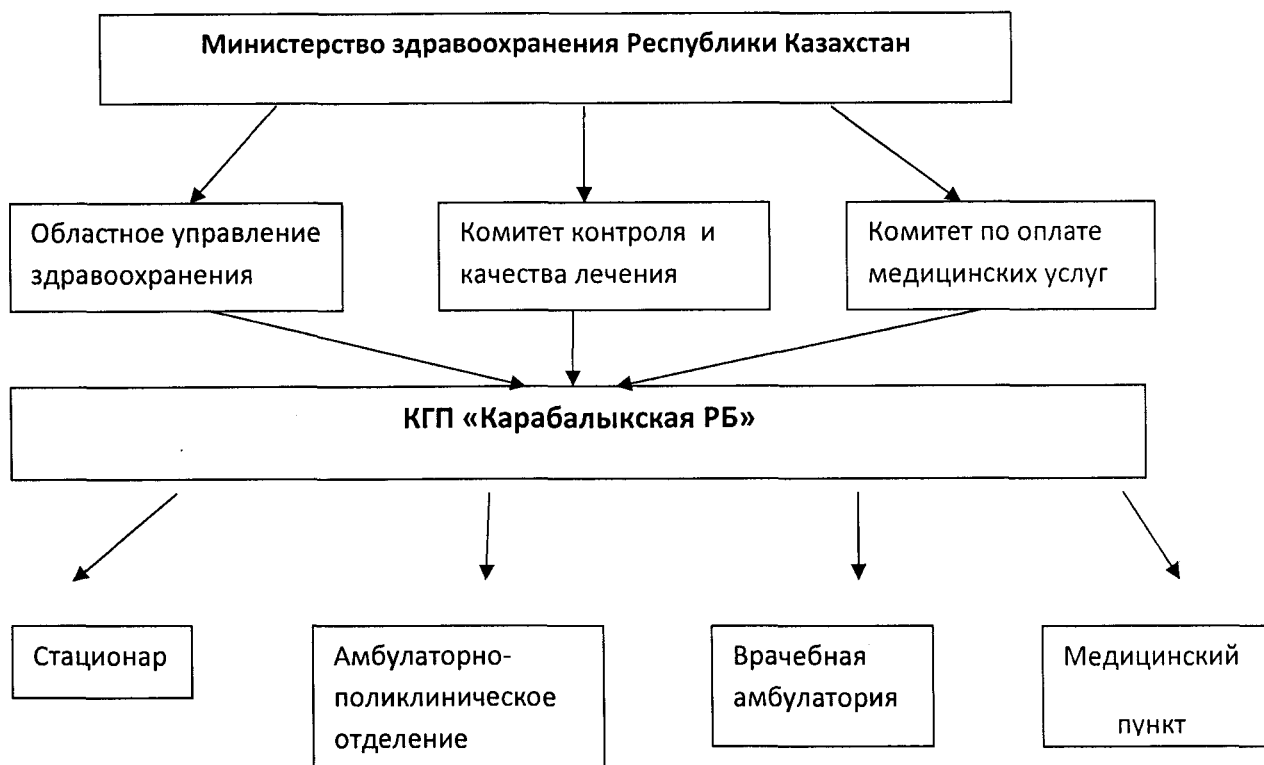 Министерство здравоохранения Республики Казахстан
Областное управление
здравоохранения
Комитет контроля и
качества лечения
Комитет по оплате
медицинских услуг
КГП «Карабалыкская РБ»
Стационар
Амбулаторно-
поликлиническое
отделение
Врачебная
амбулатория
Медицинский
пункт